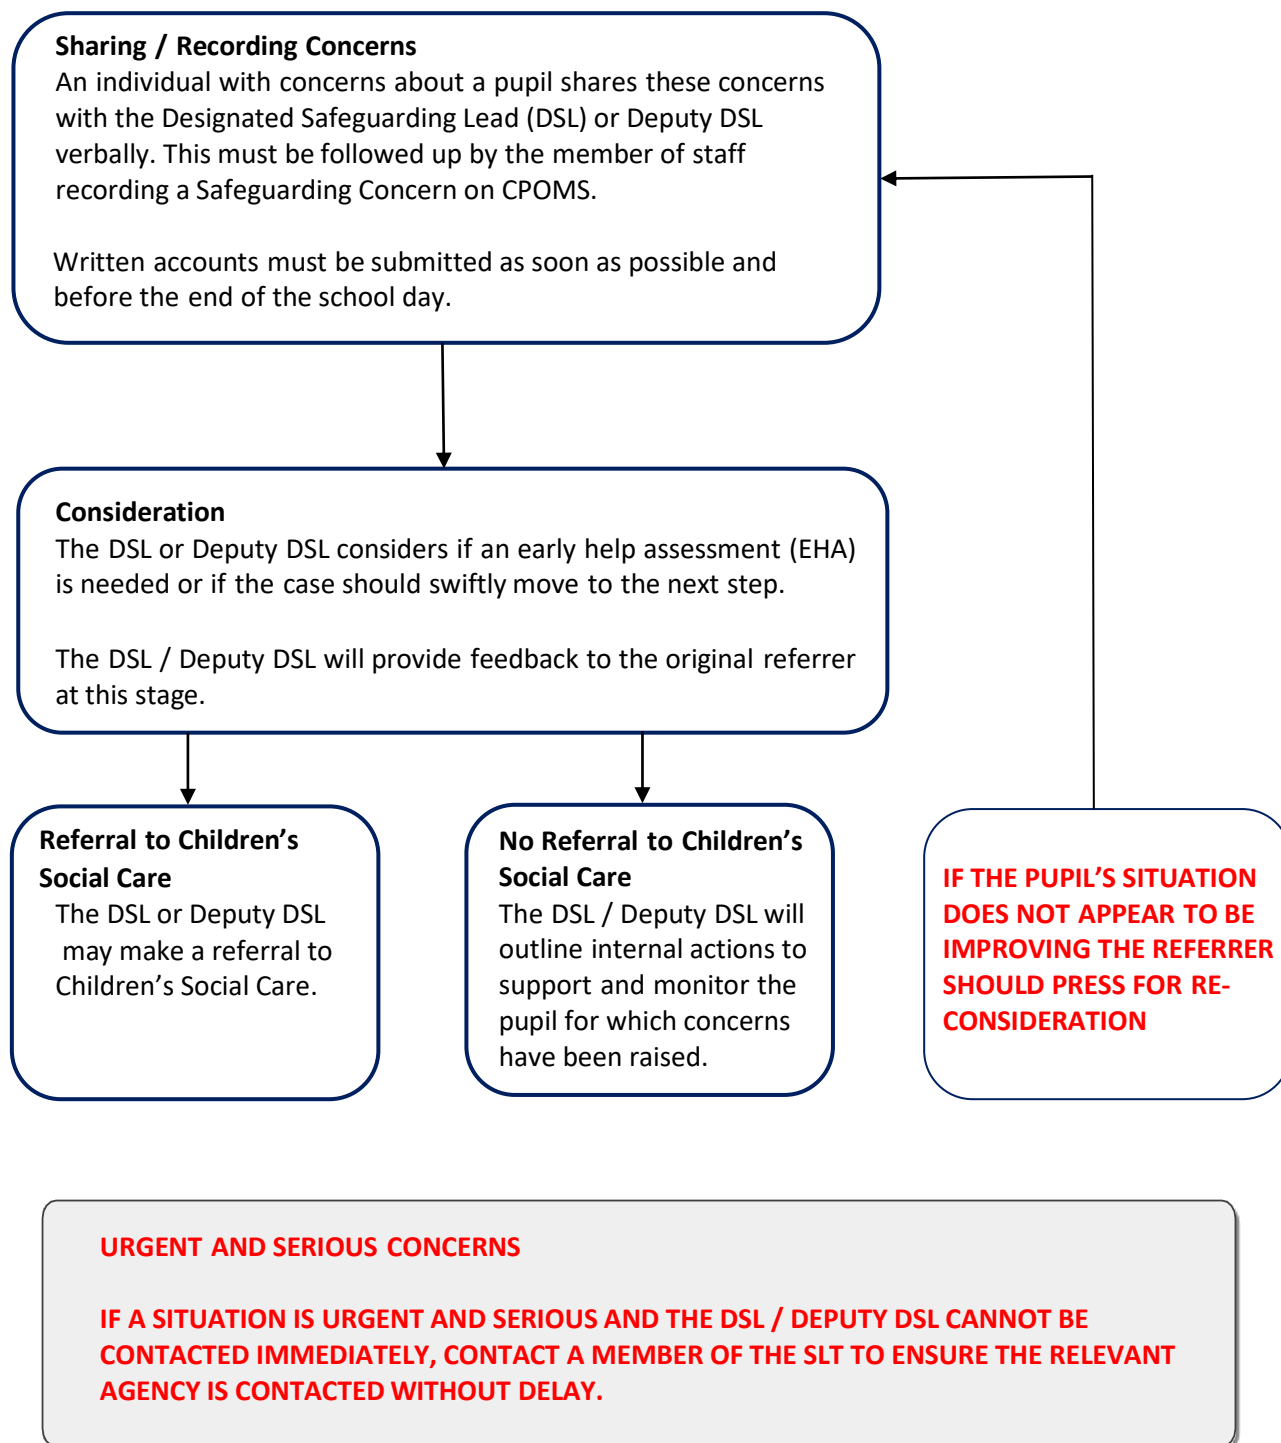 Sharing / Recording Concerns
An individual with concerns about a pupil shares these concerns
with the Designated Safeguarding Lead (DSL) or Deputy DSL
verbally. This must be followed up by the member of staff
recording a Safeguarding Concern on CPOMS.
Written accounts must be submitted as soon as possible and
before the end of the school day.
Consideration
The DSL or Deputy DSL considers if an early help assessment (EHA)
is needed or if the case should swiftly move to the next step.
The DSL / Deputy DSL will provide feedback to the original referrer
at this stage.
Referral to Children’s
Social Care
The DSL or Deputy DSL
may make a referral to
Children’s Social Care.
No Referral to Children’s
Social Care
The DSL / Deputy DSL will
outline internal actions to
support and monitor the
pupil for which concerns
have been raised.
IF THE PUPIL’S SITUATION
DOES NOT APPEAR TO BE
IMPROVING THE REFERRER
SHOULD PRESS FOR RE-
CONSIDERATION
URGENT AND SERIOUS CONCERNS
IF A SITUATION IS URGENT AND SERIOUS AND THE DSL / DEPUTY DSL CANNOT BE
CONTACTED IMMEDIATELY, CONTACT A MEMBER OF THE SLT TO ENSURE THE RELEVANT
AGENCY IS CONTACTED WITHOUT DELAY.